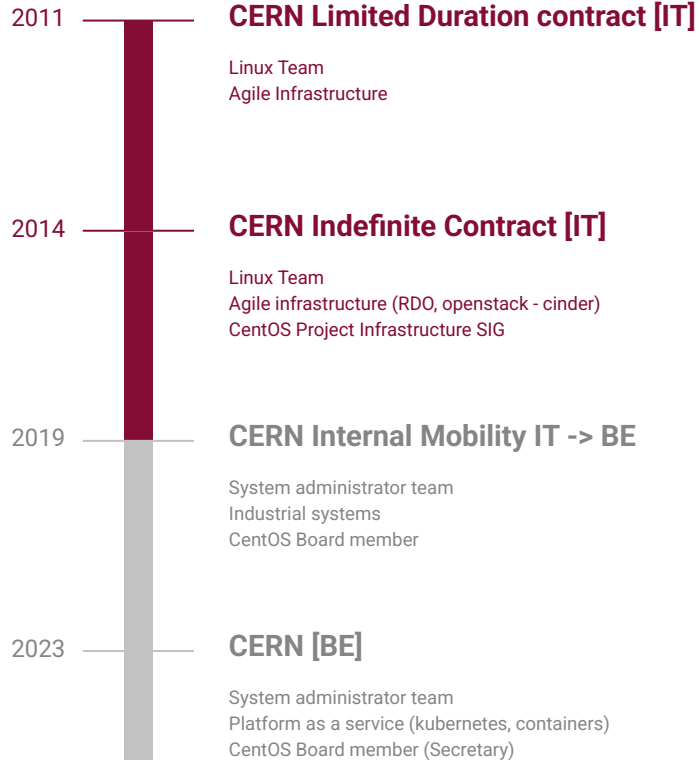 2011
CERN Limited Duration contract [IT]
Linux Team
Agile Infrastructure
2014
CERN Indefinite Contract [IT]
Linux Team
Agile infrastructure (RDO, openstack - cinder)
CentOS Project Infrastructure SIG
2019
CERN Internal Mobility IT -> BE
System administrator team
Industrial systems
CentOS Board member
2023
CERN [BE]
System administrator team
Platform as a service (kubernetes, containers)
CentOS Board member (Secretary)